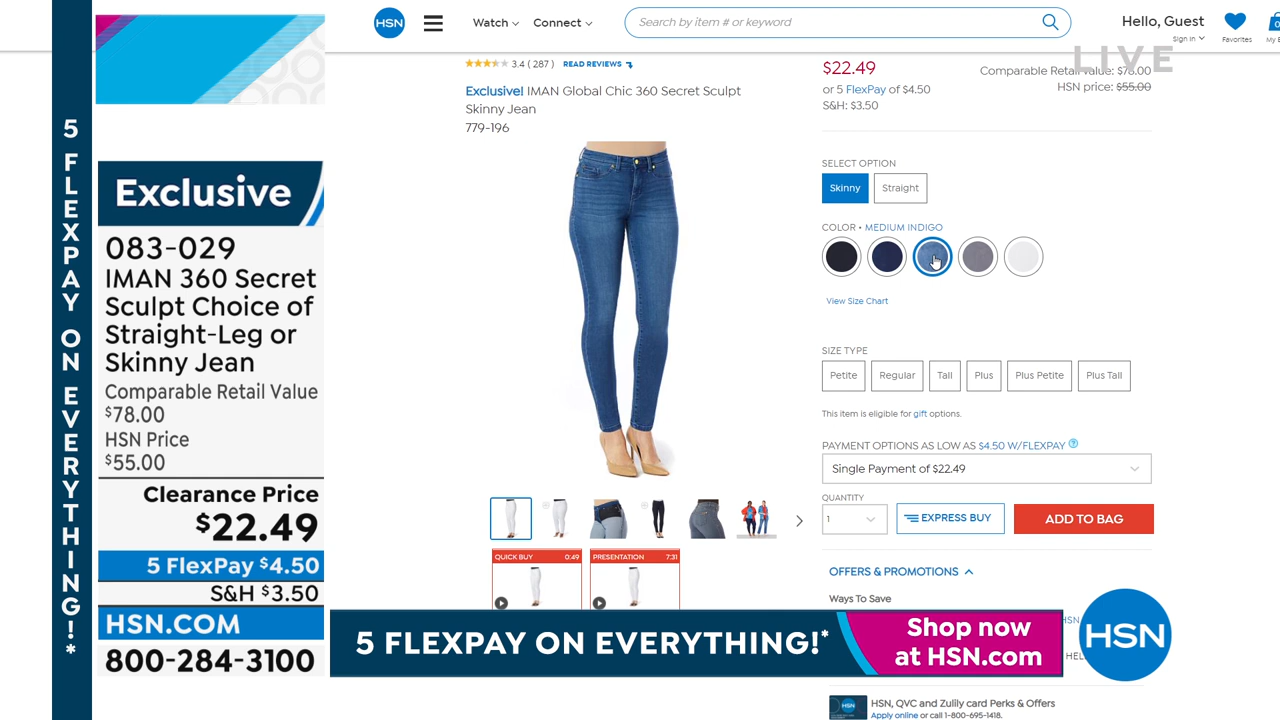 5 FLEXPAY ON EVERYTHING!*
Exclusive
083-029
IMAN 360 Secret
Sculpt Choice of
Straight-Leg or
Skinny Jean
Comparable Retail Value
$78.00
HSN Price
$55.00
Clearance Price
$22.49
5 FlexPay $4.50
S&H $3.50
HSN.COM
800-284-3100
HSN
Watch
Connect
Search by item # or keyword
Hello, Guest
Sign In
Favorites
0
LIVE
3.4 ( 287 )
READ REVIEWS
Exclusive! IMAN Global Chic 360 Secret Sculpt
Skinny Jean
779-196
$22.49
Comparable Retail Value: $78.00
or 5 FlexPay of $4.50
HSN price: $55.00
S&H: $3.50
SELECT OPTION
Skinny
Straight
COLOR • MEDIUM INDIGO
View Size Chart
SIZE TYPE
Petite
Regular
Tall
Plus
Plus Petite
Plus Tall
This item is eligible for gift options.
PAYMENT OPTIONS AS LOW AS $4.50 W/FLEXPAY ?
Single Payment of $22.49
QUANTITY
1
EXPRESS BUY
ADD TO BAG
QUICK BUY 0:49
PRESENTATION 7:31
OFFERS & PROMOTIONS
Ways To Save
5 FLEXPAY ON EVERYTHING!*
Shop now
at HSN.com
HSN
HSN
HSN, QVC and Zulily card Perks & Offers
Apply online or call 1-800-695-1418.